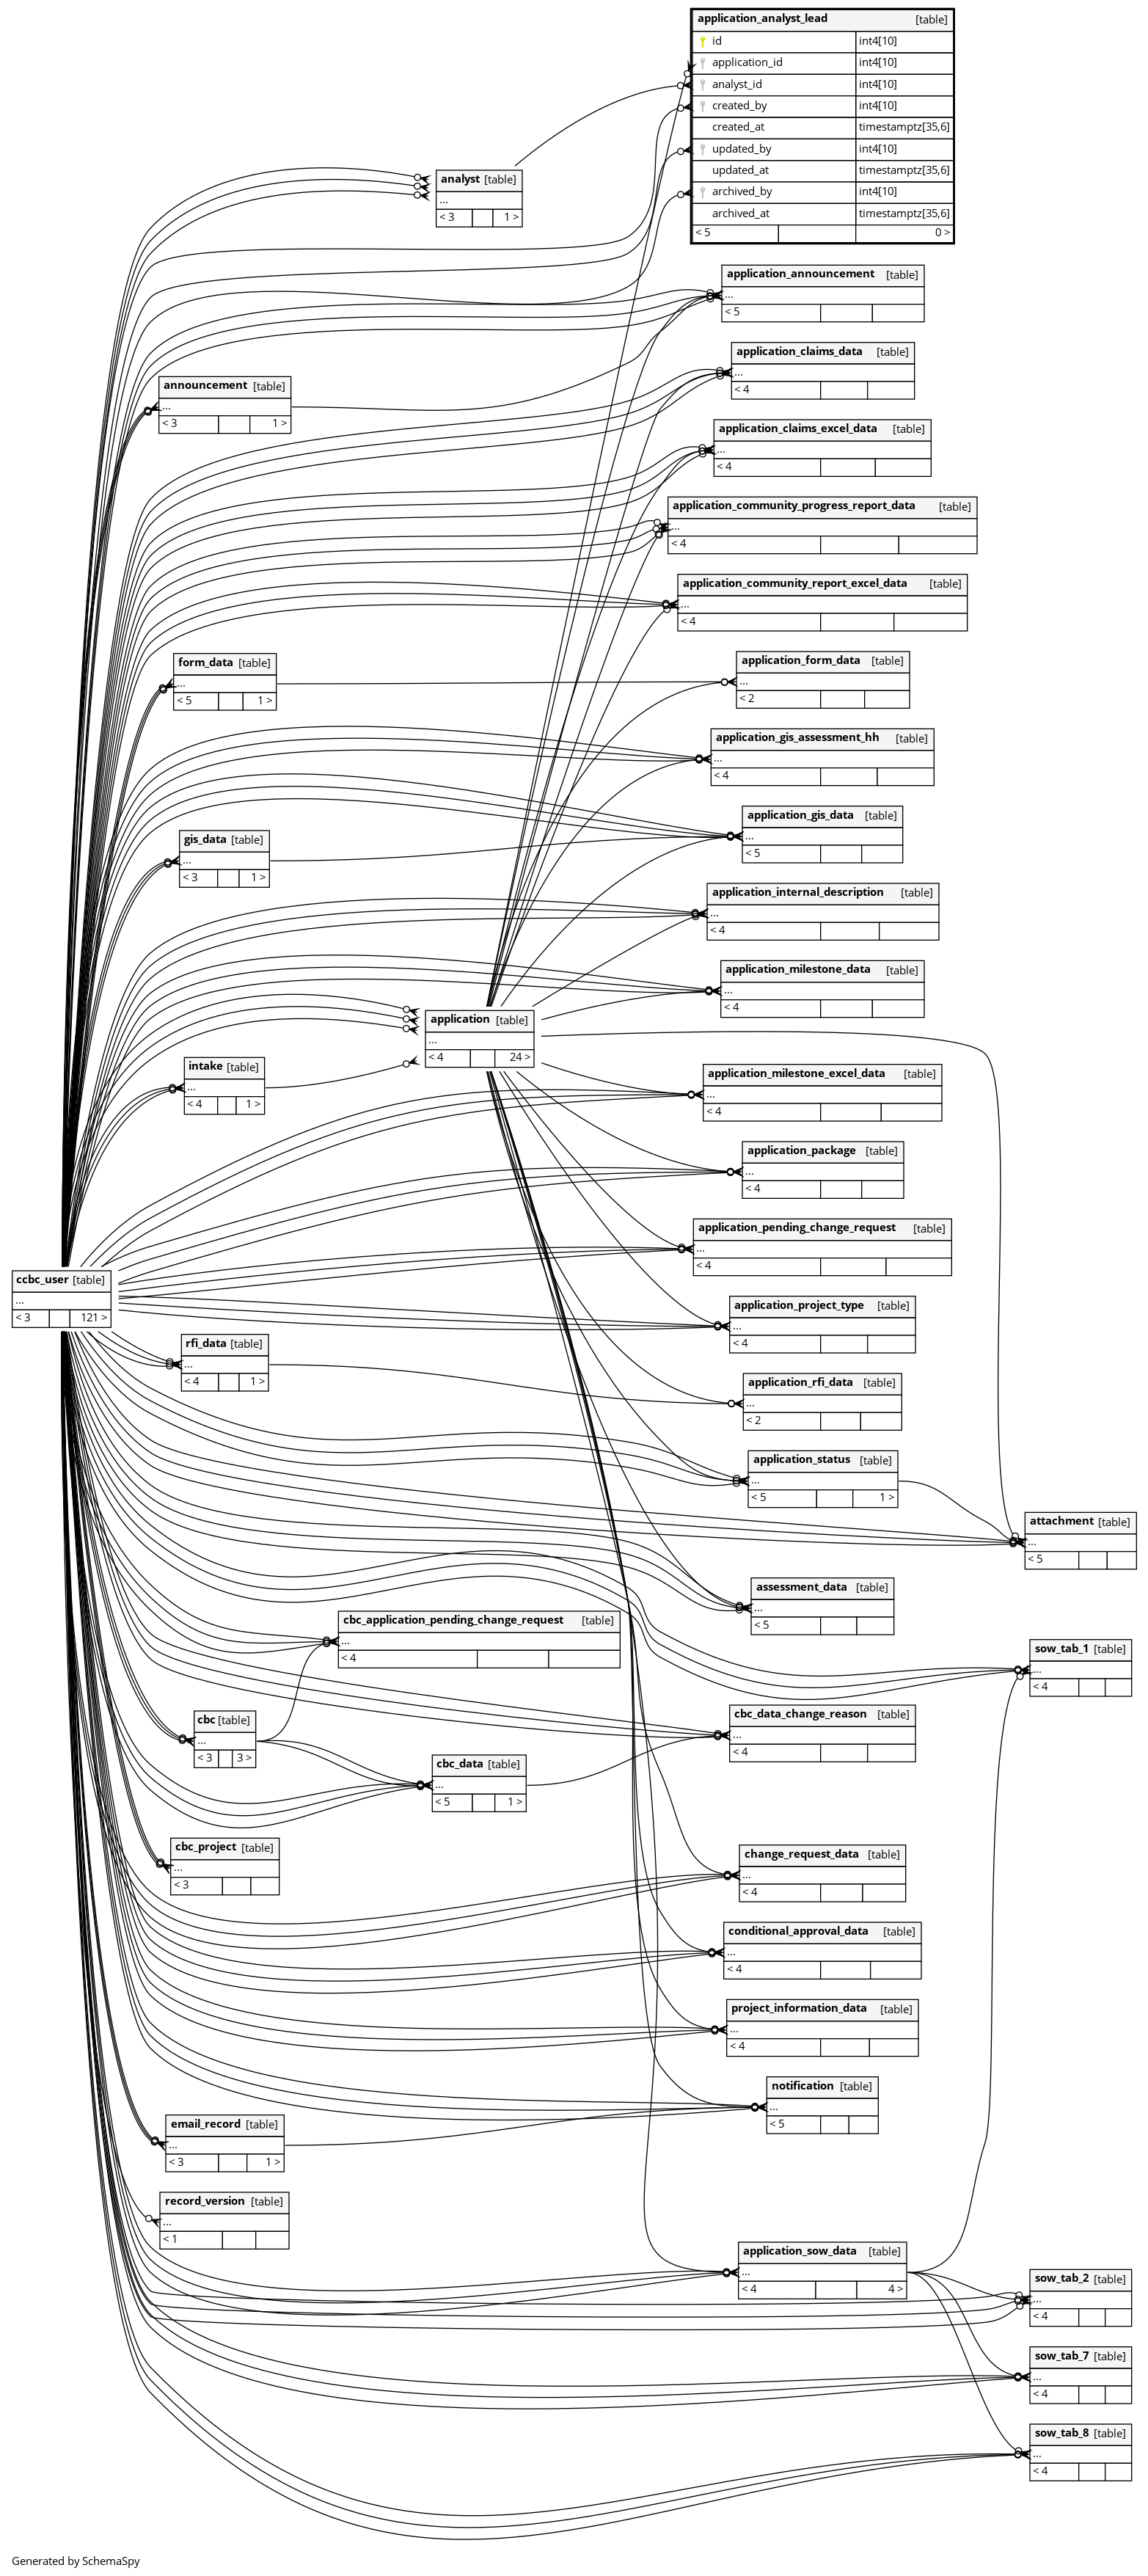 application_analyst_lead [table]
id int4[10]
application_id int4[10]
analyst_id int4[10]
created_by int4[10]
created_at timestamptz[35,6]
updated_by int4[10]
updated_at timestamptz[35,6]
archived_by int4[10]
archived_at timestamptz[35,6]
< 5 0 >
analyst [table]
...
< 3 1 >
application_announcement [table]
...
< 5
application_claims_data [table]
...
< 4
announcement [table]
...
< 3 1 >
application_claims_excel_data [table]
...
< 4
application_community_progress_report_data [table]
...
< 4
application_community_report_excel_data [table]
...
< 4
form_data [table]
...
< 5 1 >
application_form_data [table]
...
< 2
application_gis_assessment_hh [table]
...
< 4
application_gis_data [table]
...
< 5
gis_data [table]
...
< 3 1 >
application_internal_description [table]
...
< 4
application_milestone_data [table]
...
< 4
application [table]
...
< 4 24 >
intake [table]
...
< 4 1 >
application_milestone_excel_data [table]
...
< 4
application_package [table]
...
< 4
application_pending_change_request [table]
...
< 4
ccbc_user [table]
...
< 3 121 >
application_project_type [table]
...
< 4
rfi_data [table]
...
< 4 1 >
application_rfi_data [table]
...
< 2
application_status [table]
...
< 5 1 >
attachment [table]
...
< 5
assessment_data [table]
...
< 5
cbc_application_pending_change_request [table]
...
< 4
sow_tab_1 [table]
...
< 4
cbc [table]
...
< 3 3 >
cbc_data_change_reason [table]
...
< 4
cbc_data [table]
...
< 5 1 >
cbc_project [table]
...
< 3
change_request_data [table]
...
< 4
conditional_approval_data [table]
...
< 4
project_information_data [table]
...
< 4
notification [table]
...
< 5
email_record [table]
...
< 3 1 >
record_version [table]
...
< 1
application_sow_data [table]
...
< 4 4 >
sow_tab_2 [table]
...
< 4
sow_tab_7 [table]
...
< 4
sow_tab_8 [table]
...
< 4
Generated by SchemaSpy